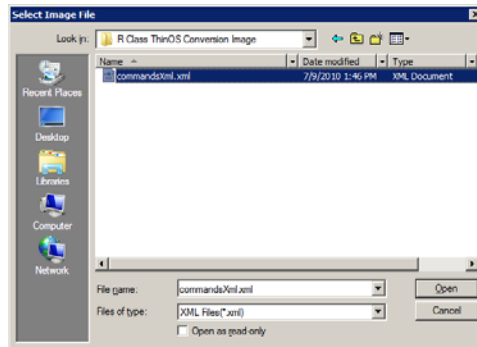 Select Image File
Look in: R Class ThinOS Conversion Image
Name Date modified Type
commandsXml.xml 7/9/2010 1:46 PM XML Document
Recent Places
Desktop
Libraries
Computer
Network
File name: commandsXml.xml Open
Files of type: XML Files(*.xml) Cancel
Open as read-only